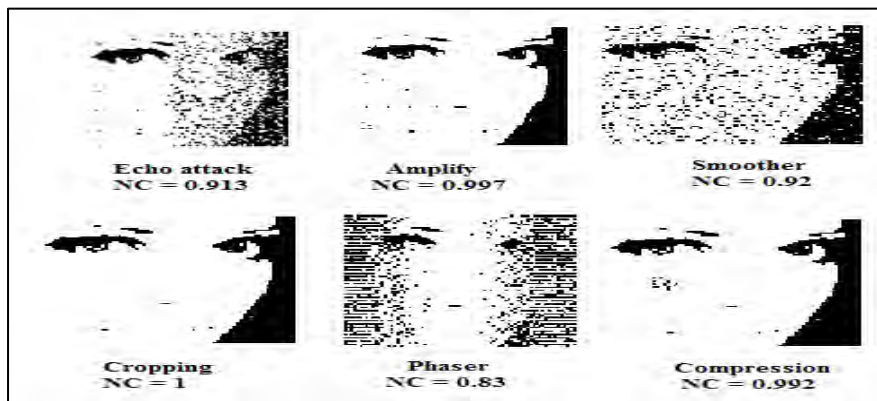 Echo attack
NC = 0.913
Amplify
NC = 0.997
Smoother
NC = 0.92
Cropping
NC = 1
Phaser
NC = 0.83
Compression
NC = 0.992